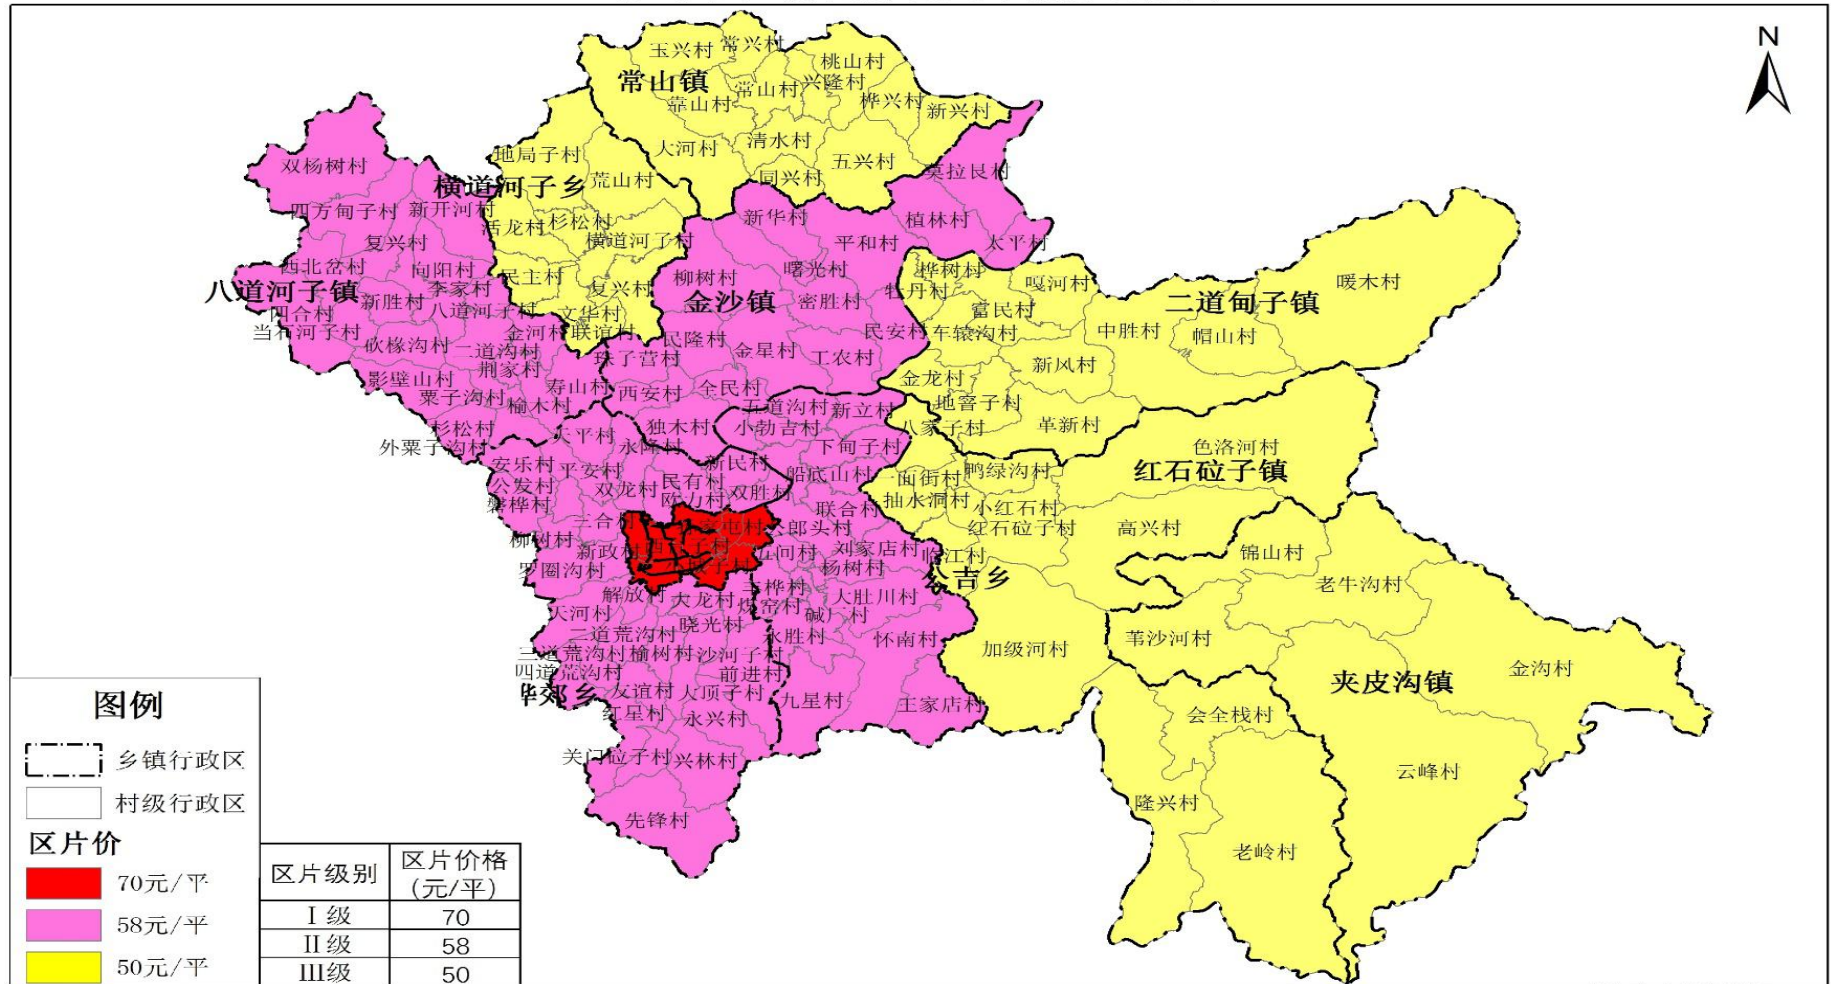 N
玉兴村
常兴村
桃山村
常山镇
常山村
兴隆村
靠山村
桦兴村
新兴村
大河村
清水村
五兴村
同兴村
莫拉艮村
双杨树村
地局子村
横道河子乡
荒山村
四方甸子村
新开河村
活龙村
杉松村
横道河子村
新华村
植林村
复兴村
平和村
太平村
西北岔村
向阳村
民主村
柳树村
曙光村
桦树村
嘎河村
暖木村
八道河子镇
李家村
复兴村
金沙镇
密胜村
牡丹村
二道甸子镇
新胜村
八道河子村
文华村
富民村
四合村
当石河子村
金河村
联谊村
民隆村
民安村
车辕沟村
中胜村
帽山村
砍椽沟村
二道沟村
珠子营村
金星村
工农村
新风村
荆家村
影壁山村
寿山村
西安村
全民村
金龙村
粟子沟村
榆木村
五道沟村
新立村
地窨子村
杉松村
天平村
独木村
小勃吉村
八家子村
革新村
外粟子沟村
永隆村
下甸子村
色洛河村
安乐村
平安村
新民村
船底山村
一面街村
鸭绿沟村
红石砬子镇
公发村
双龙村
民有村
双胜村
抽水洞村
磐桦村
欧力村
联合村
小红石村
三合村
公郎头村
红石砬子村
高兴村
柳树村
新政村
五间村
刘家店村
临江村
锦山村
罗圈沟村
杨树村
吉乡
老牛沟村
解放村
大龙村
煤窑村
大肚川村
天河村
晓光村
碱厂村
二道荒沟村
永胜村
怀南村
加级河村
苇沙河村
三道荒沟村
榆树村
沙河子村
四道荒沟村
前进村
金沟村
夹皮沟镇
郊乡
友谊村
大顶子村
九星村
王家店村
红星村
永兴村
会全栈村
关门砬子村
兴林村
云峰村
隆兴村
先锋村
老岭村
图例
乡镇行政区
村级行政区
区片价
70元/平
58元/平
50元/平
区片级别 区片价格
(元/平)
I级 70
II级 58
III级 50